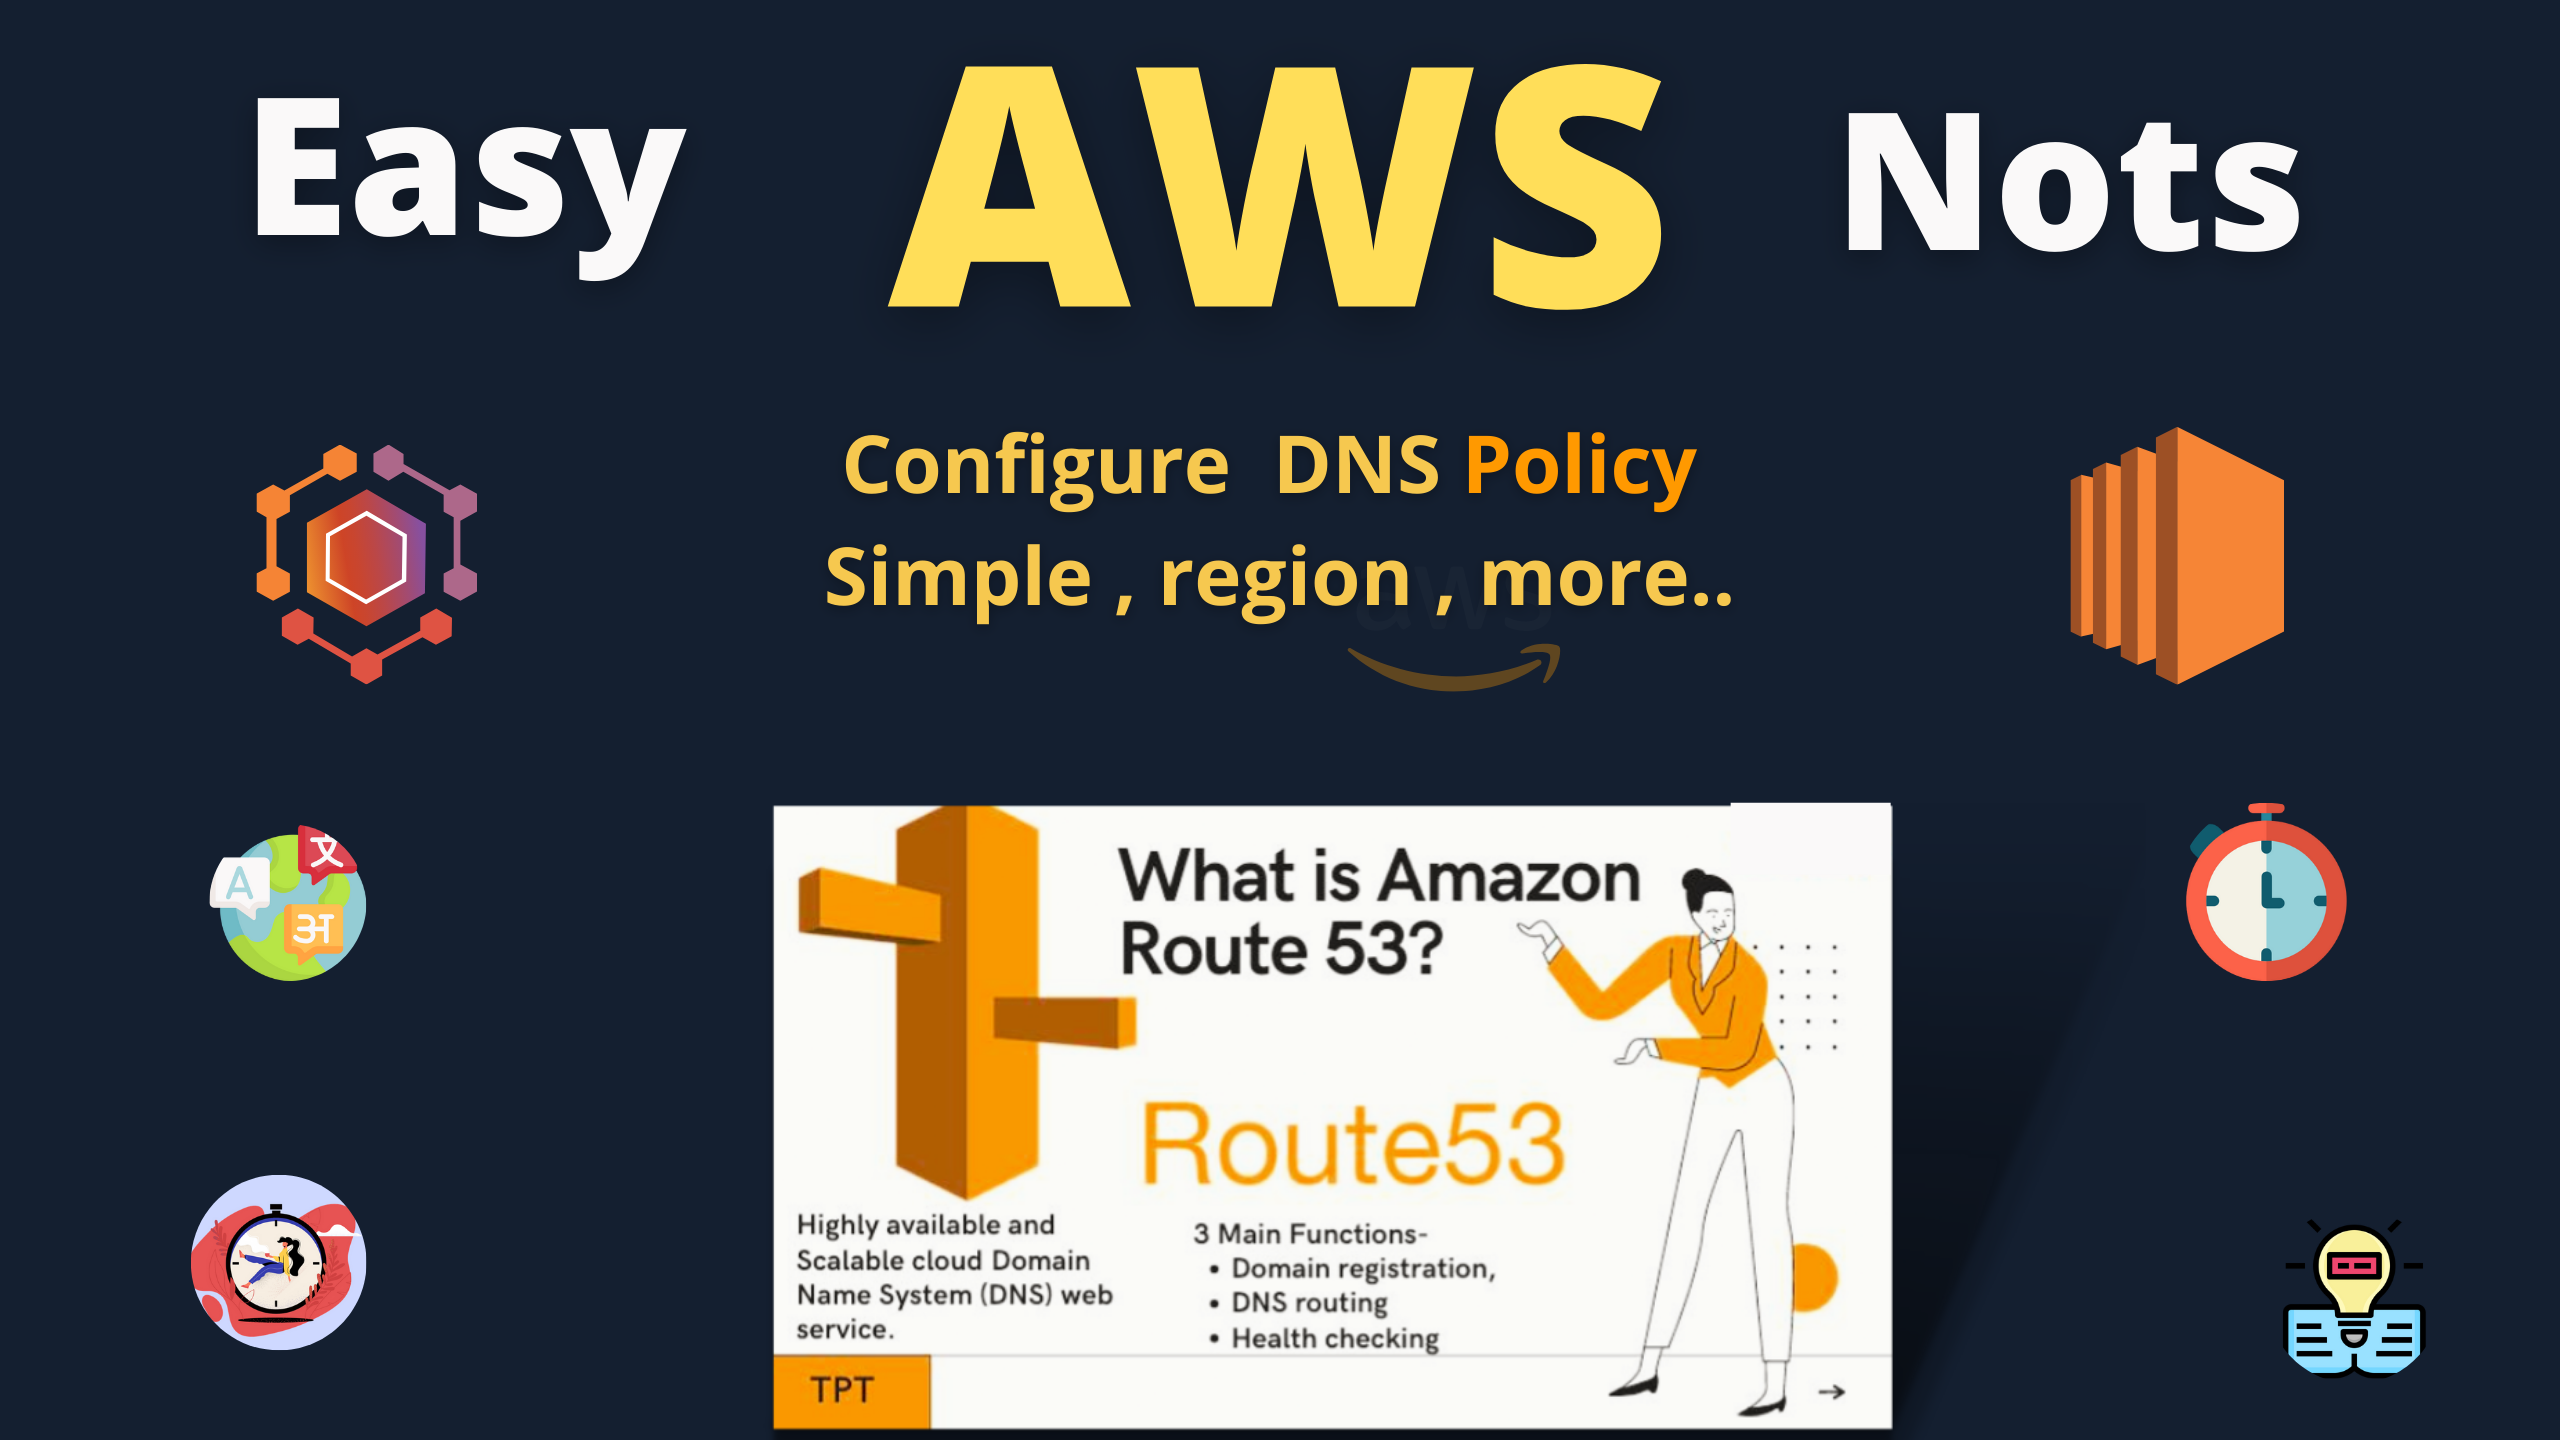 Easy AWS Nots
Configure DNS Policy
Simple , region , more..
aws
A
文
अ
What is Amazon
Route 53?
Route53
Highly available and
Scalable cloud Domain
Name System (DNS) web
service.
3 Main Functions-
• Domain registration,
• DNS routing
• Health checking
TPT